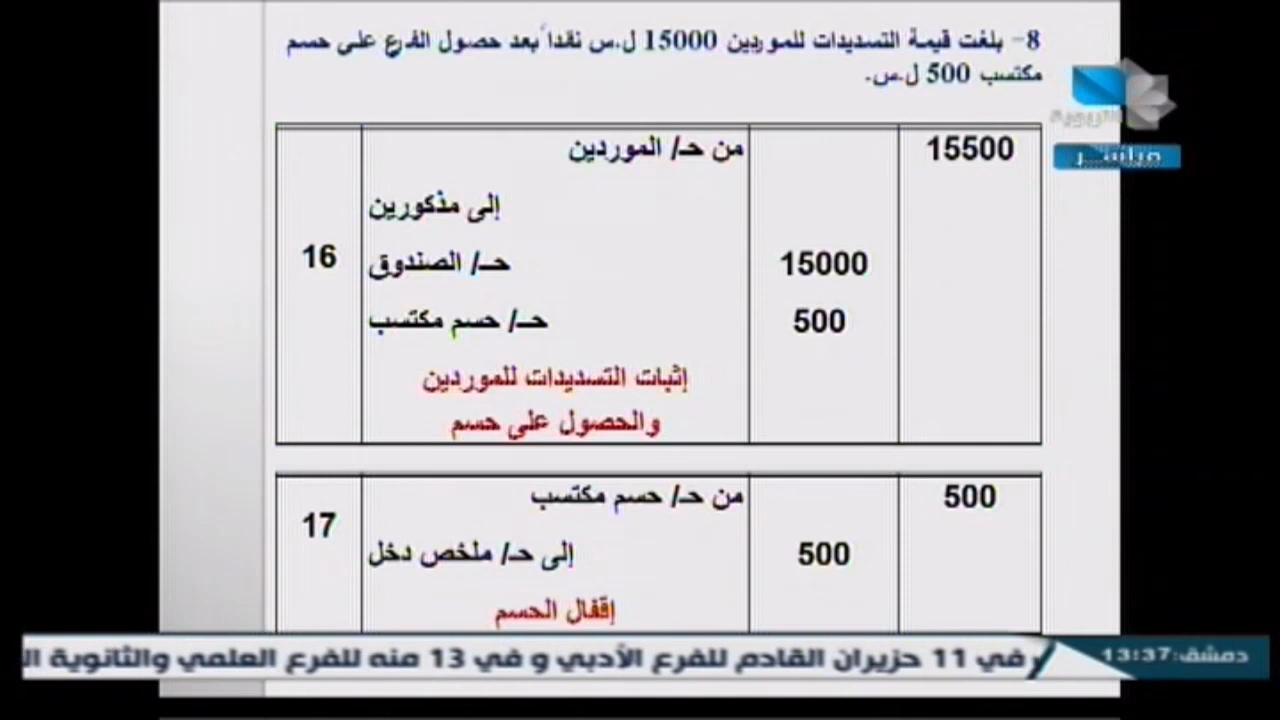 8- بلغت قيمة التسديدات للموردين 15000 ل.س نقداً بعد حصول الفرع على حسم
مكتسب 500 ل.س.
التربوية
مباشر
15500
من حـ/ الموردين
إلى مذكورين
15000
حـ/ الصندوق
16
500
حـ/ حسم مكتسب
إثبات التسديدات للموردين
والحصول على حسم
500
من حـ/ حسم مكتسب
17
500
إلى حـ/ ملخص دخل
إقفال الحسم
دمشق: 13:37
في 11 حزيران القادم للفرع الأدبي و في 13 منه للفرع العلمي والثانوية